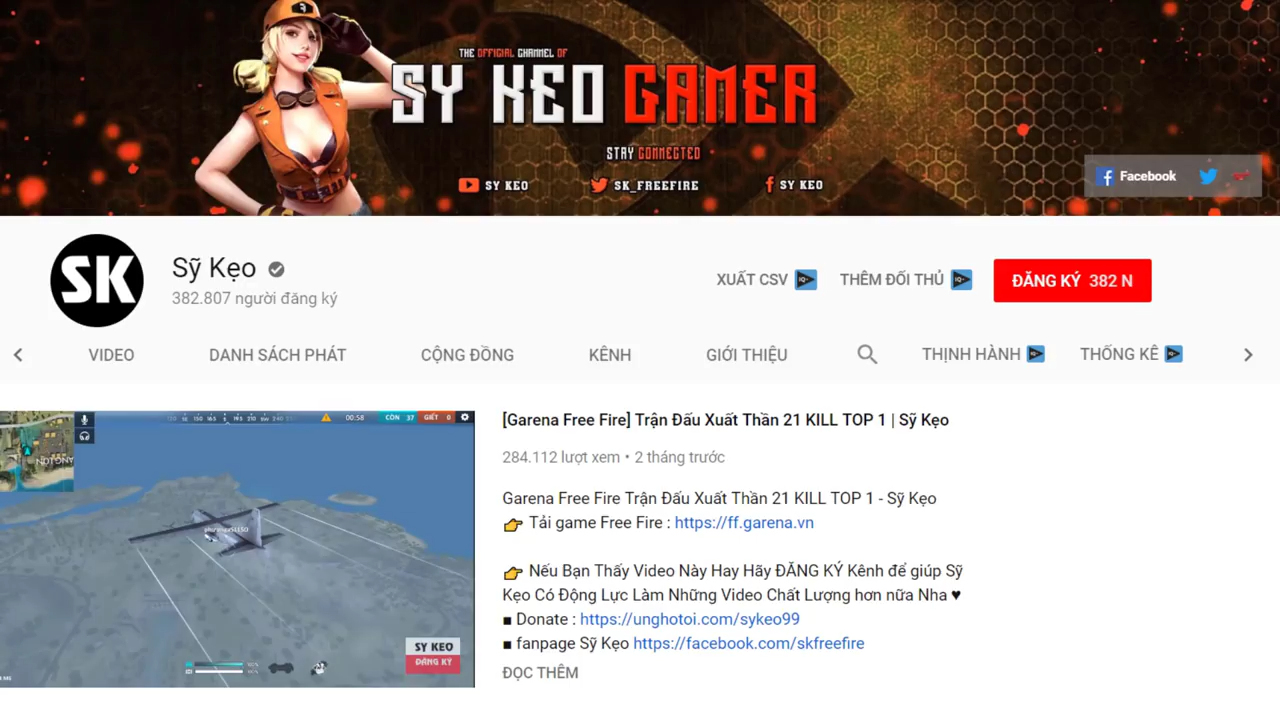 THE OFFICIAL CHANNEL OF
SY KEO GAMER
STAY CONNECTED
SY KEO
SK_FREEFIRE
SY KEO
Facebook
SK
Sỹ Kẹo
382.807 người đăng ký
XUẤT CSV
THÊM ĐỐI THỦ
ĐĂNG KÝ 382 N
VIDEO
DANH SÁCH PHÁT
CỘNG ĐỒNG
KÊNH
GIỚI THIỆU
THỊNH HÀNH
THỐNG KÊ
00:58
CÒN 37
GIẾT 0
SY KEO
ĐĂNG KÝ
[Garena Free Fire] Trận Đấu Xuất Thần 21 KILL TOP 1 | Sỹ Kẹo
284.112 lượt xem • 2 tháng trước
Garena Free Fire Trận Đấu Xuất Thần 21 KILL TOP 1 - Sỹ Kẹo
👉 Tải game Free Fire : https://ff.garena.vn
👉 Nếu Bạn Thấy Video Này Hay Hãy ĐĂNG KÝ Kênh để giúp Sỹ
Kẹo Có Động Lực Làm Những Video Chất Lượng hơn nữa Nha ♥
■ Donate : https://unghotoi.com/sykeo99
■ fanpage Sỹ Kẹo https://facebook.com/skfreefire
ĐỌC THÊM